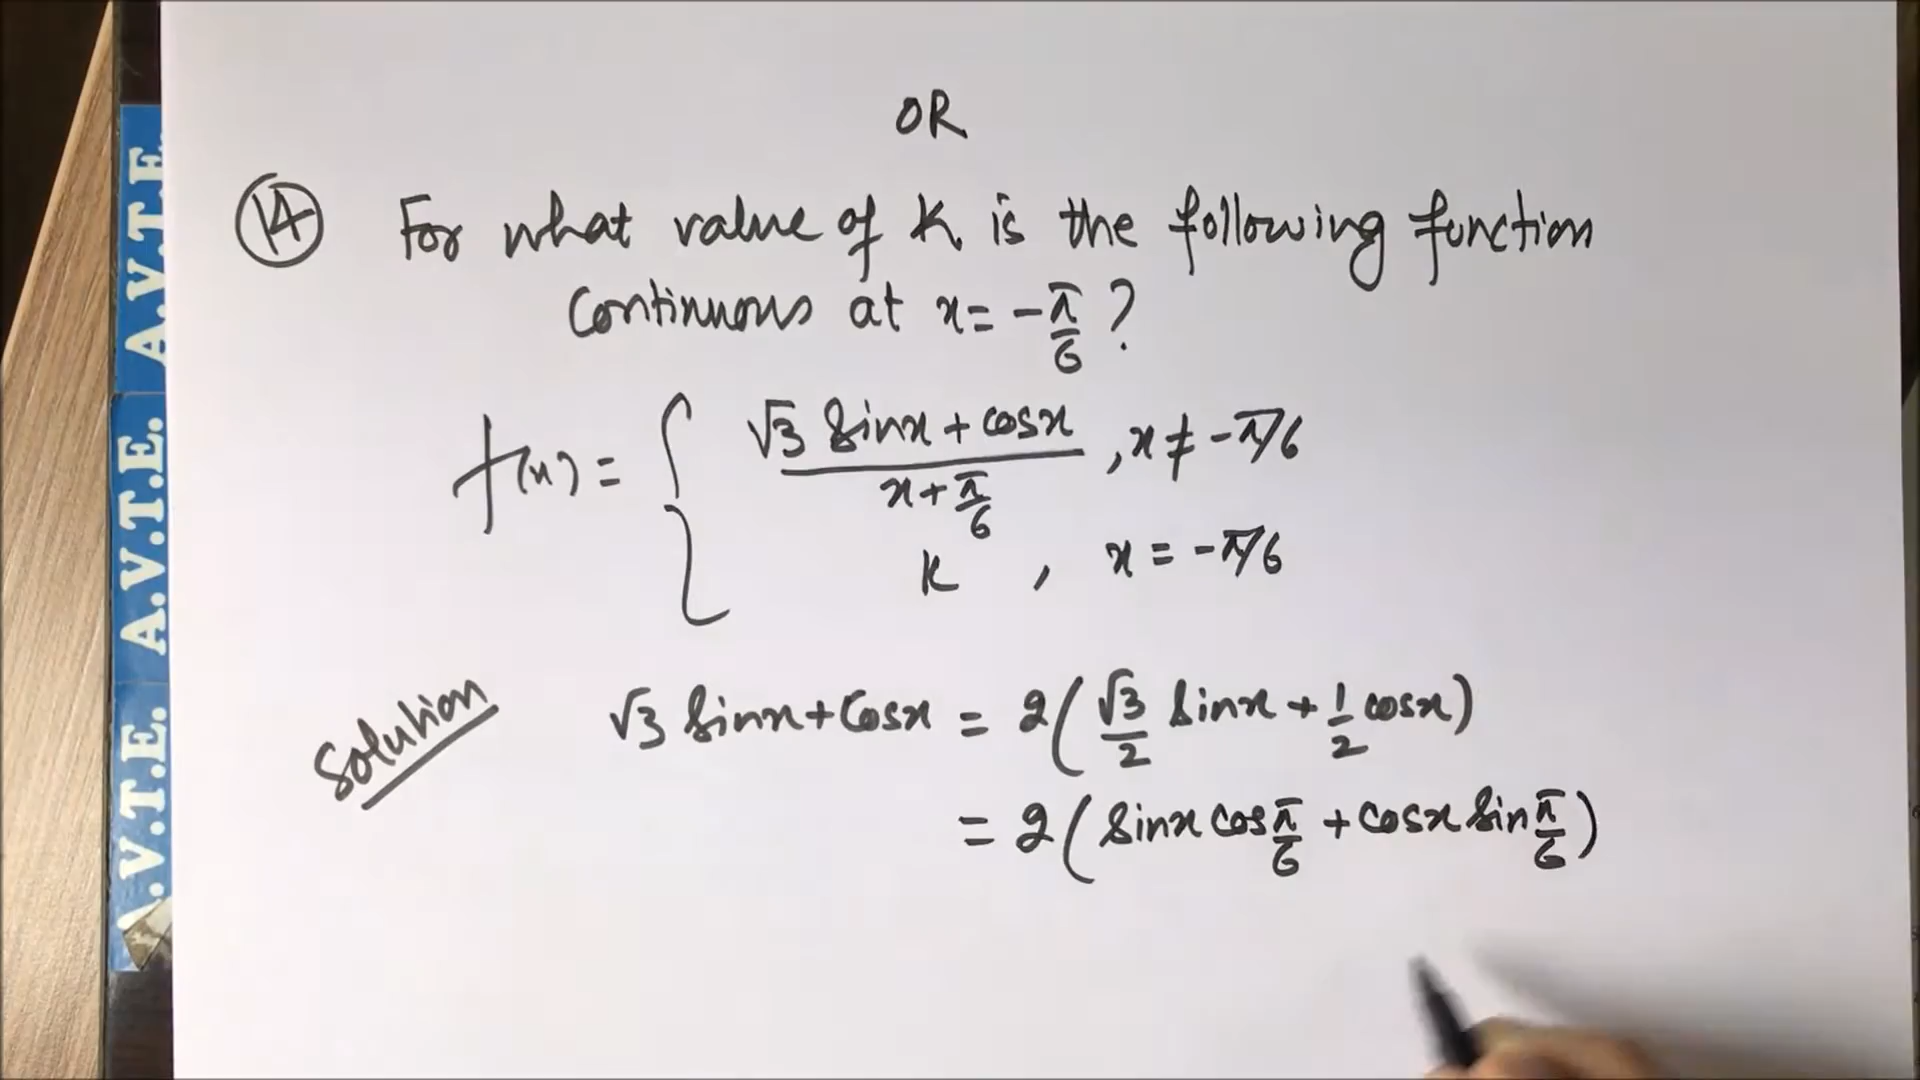 OR
14 For what value of K is the following function
continuous at x = -π/6 ?
f(x) = { √3 sinx + cosx / x + π/6 , x ≠ -π/6
K , x = -π/6
Solution √3 sinx + cosx = 2( √3/2 sinx + 1/2 cosx )
= 2( sinx cos π/6 + cosx sin π/6 )
A.V.T.E.
A.V.T.E.
A.V.T.E.